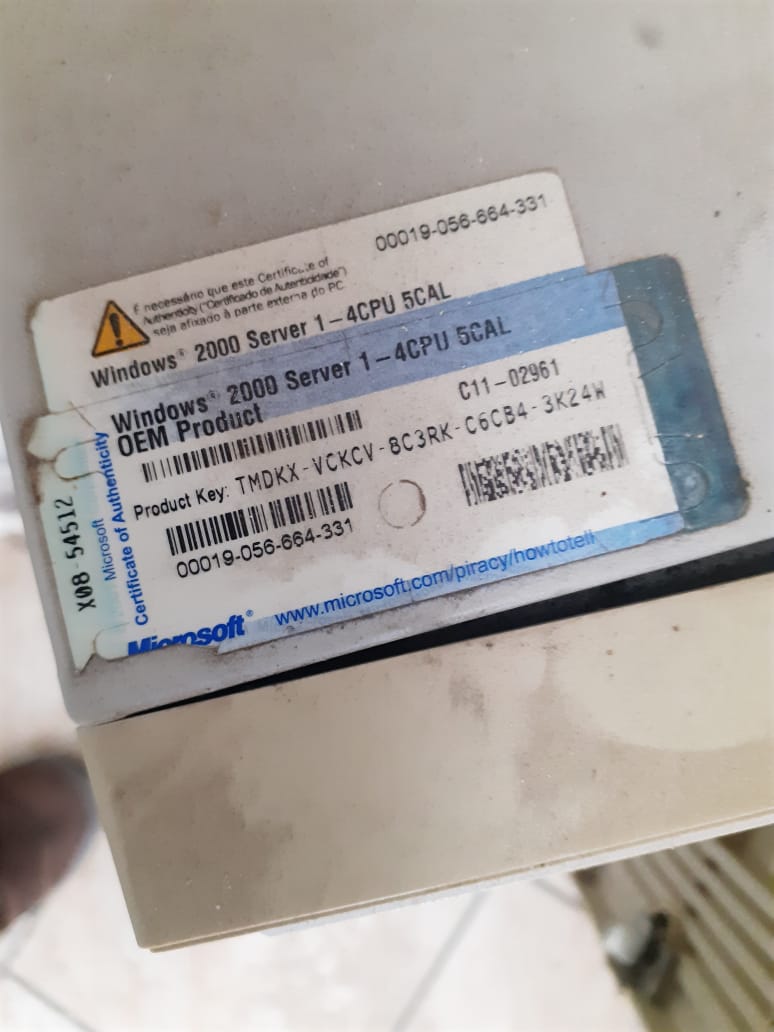 00019-056-664-331
É necessário que este Certificate of
Authenticity ("Certificado de Autenticidade")
seja afixado à parte externa do PC
Windows® 2000 Server 1-4CPU 5CAL
Windows® 2000 Server 1-4CPU 5CAL
OEM Product
C11-02961
Product Key: TMDKX-VCKCV-8C3RK-C6CB4-3K24W
00019-056-664-331
X08-54512
Microsoft
Certificate of Authenticity
Microsoft®
www.microsoft.com/piracy/howtotell